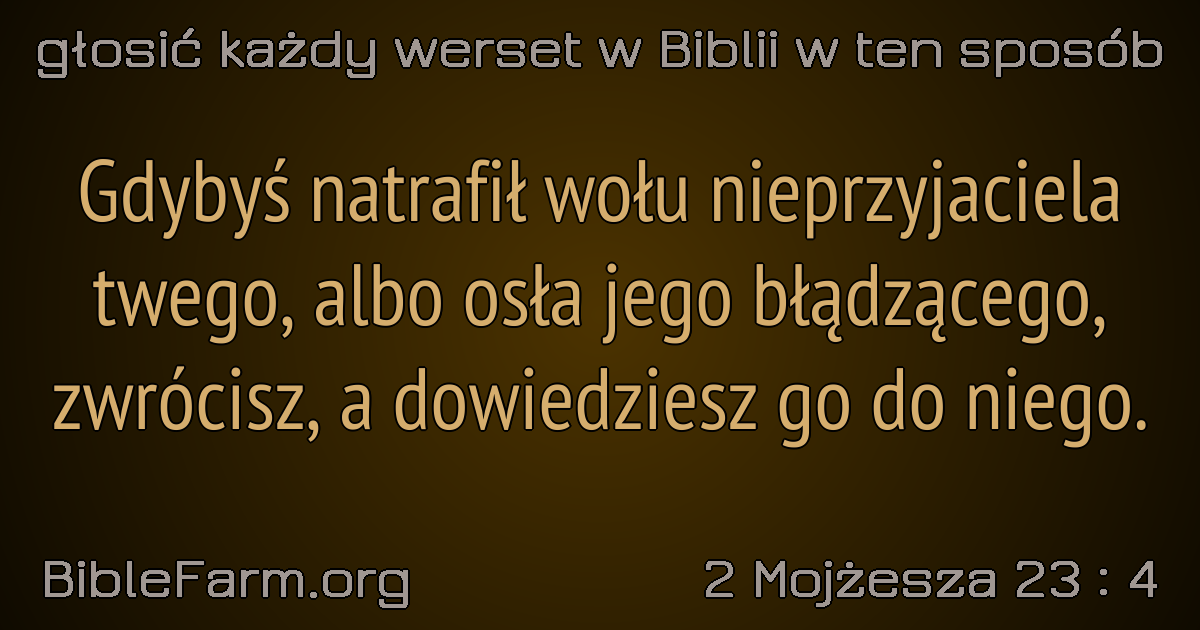 głosić każdy werset w Biblii w ten sposób
Gdybyś natrafił wołu nieprzyjaciela
twego, albo osła jego błądzącego,
zwrócisz, a dowiedziesz go do niego.
BibleFarm.org
2 Mojżesza 23 : 4